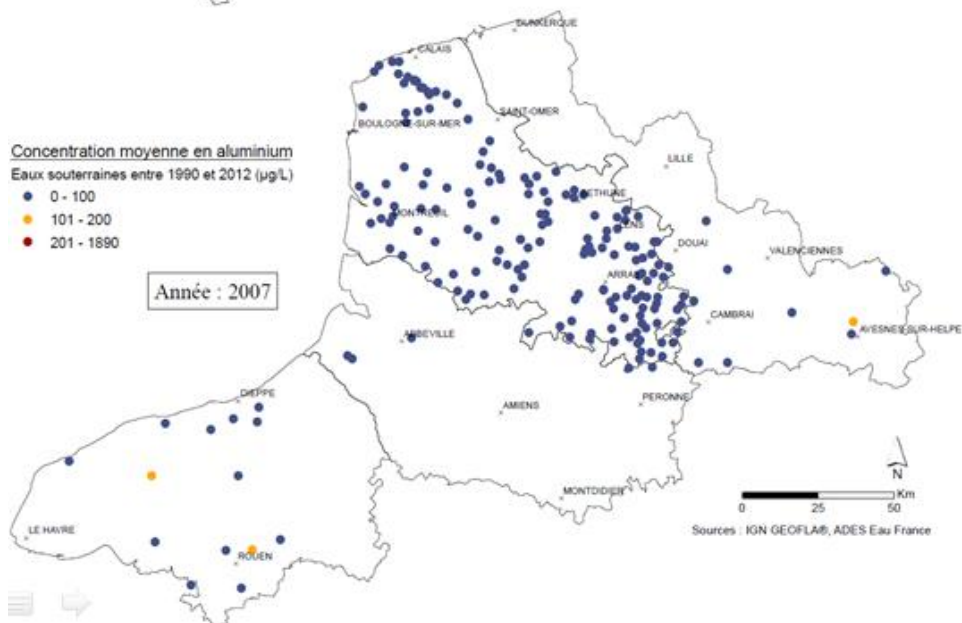 DUNKERQUE
CALAIS
SAINT-OMER
BOULOGNE-SUR-MER
Concentration moyenne en aluminium
Eaux souterraines entre 1990 et 2012 (µg/L)
0 - 100
101 - 200
201 - 1890
LILLE
BETHUNE
MONTREUIL
LENS
DOUAI
VALENCIENNES
ARRAS
Année : 2007
CAMBRAI
AVESNES-SUR-HELPE
ABBEVILLE
DIEPPE
AMIENS
PERONNE
N
MONTDIDIER
Km
0 25 50
Sources : IGN GEOFLA®, ADES Eau France
LE HAVRE
ROUEN